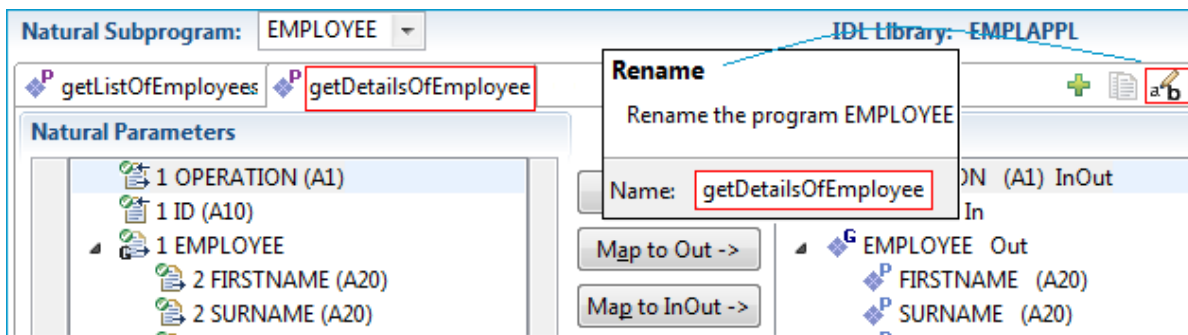 Natural Subprogram: EMPLOYEE IDL Library: EMPLAPPL
getListOfEmployees getDetailsOfEmployee
Rename
Rename the program EMPLOYEE
Name: getDetailsOfEmployee
Natural Parameters
1 OPERATION (A1)
1 ID (A10)
1 EMPLOYEE
2 FIRSTNAME (A20)
2 SURNAME (A20)
Map to Out ->
Map to InOut ->
(A1) InOut
In
EMPLOYEE Out
FIRSTNAME (A20)
SURNAME (A20)